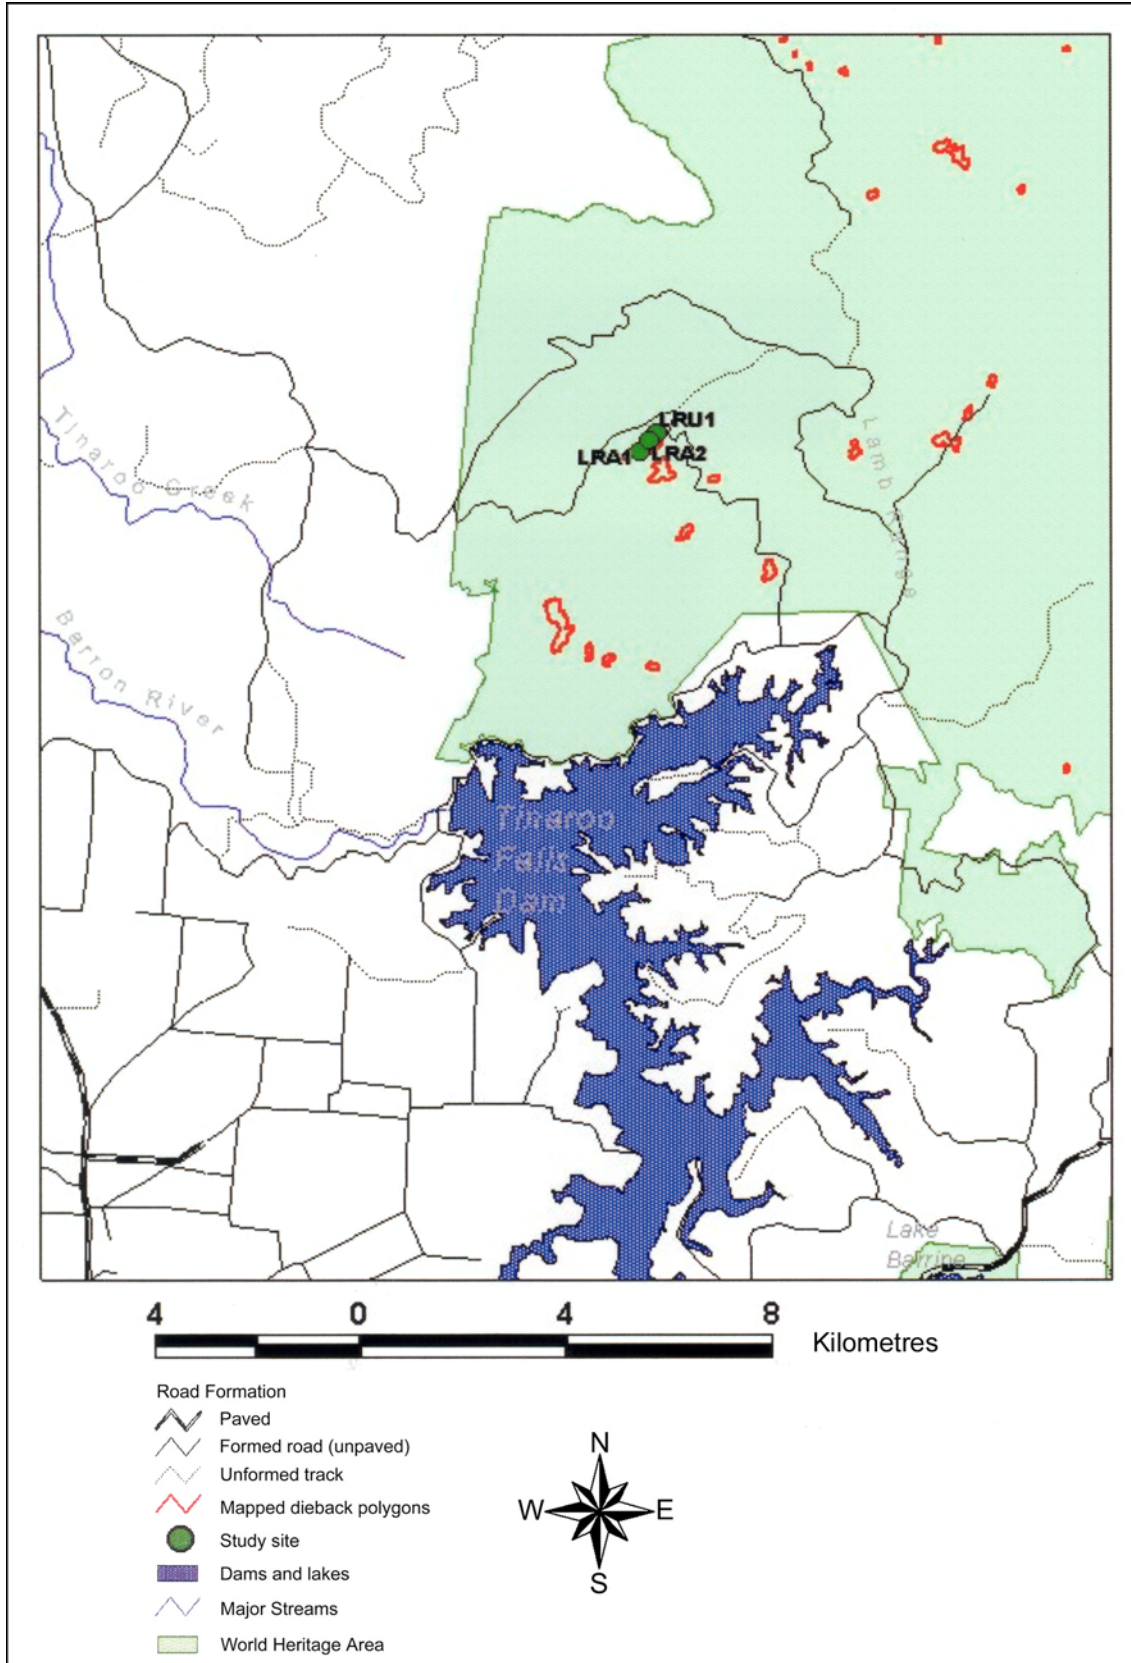 LRU1
LRA1
LRA2
Lamb Range
Tinaroo Creek
Barron River
Tinaroo
Falls
Dam
Lake
Barrine
4 0 4 8
Kilometres
Road Formation
Paved
Formed road (unpaved)
Unformed track
Mapped dieback polygons
Study site
Dams and lakes
Major Streams
World Heritage Area
N
W E
S